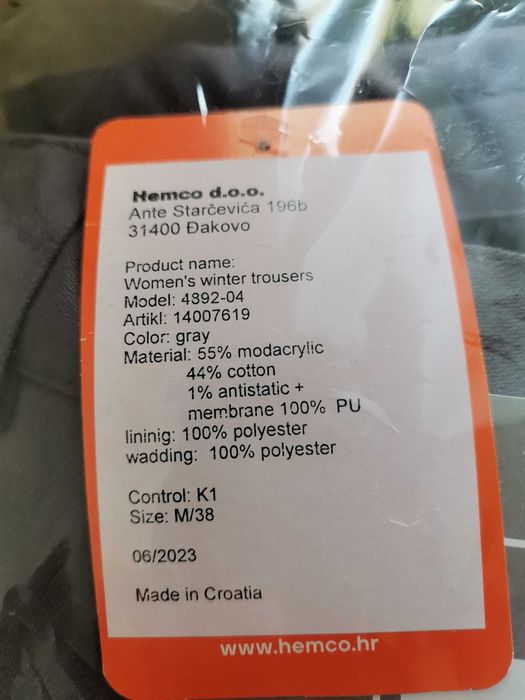 Hemco d.o.o.
Ante Starčevića 196b
31400 Đakovo
Product name:
Women's winter trousers
Model: 4892-04
Artikl: 14007619
Color: gray
Material: 55% modacrylic
44% cotton
1% antistatic +
membrane 100% PU
lininig: 100% polyester
wadding: 100% polyester
Control: K1
Size: M/38
06/2023
Made in Croatia
www.hemco.hr